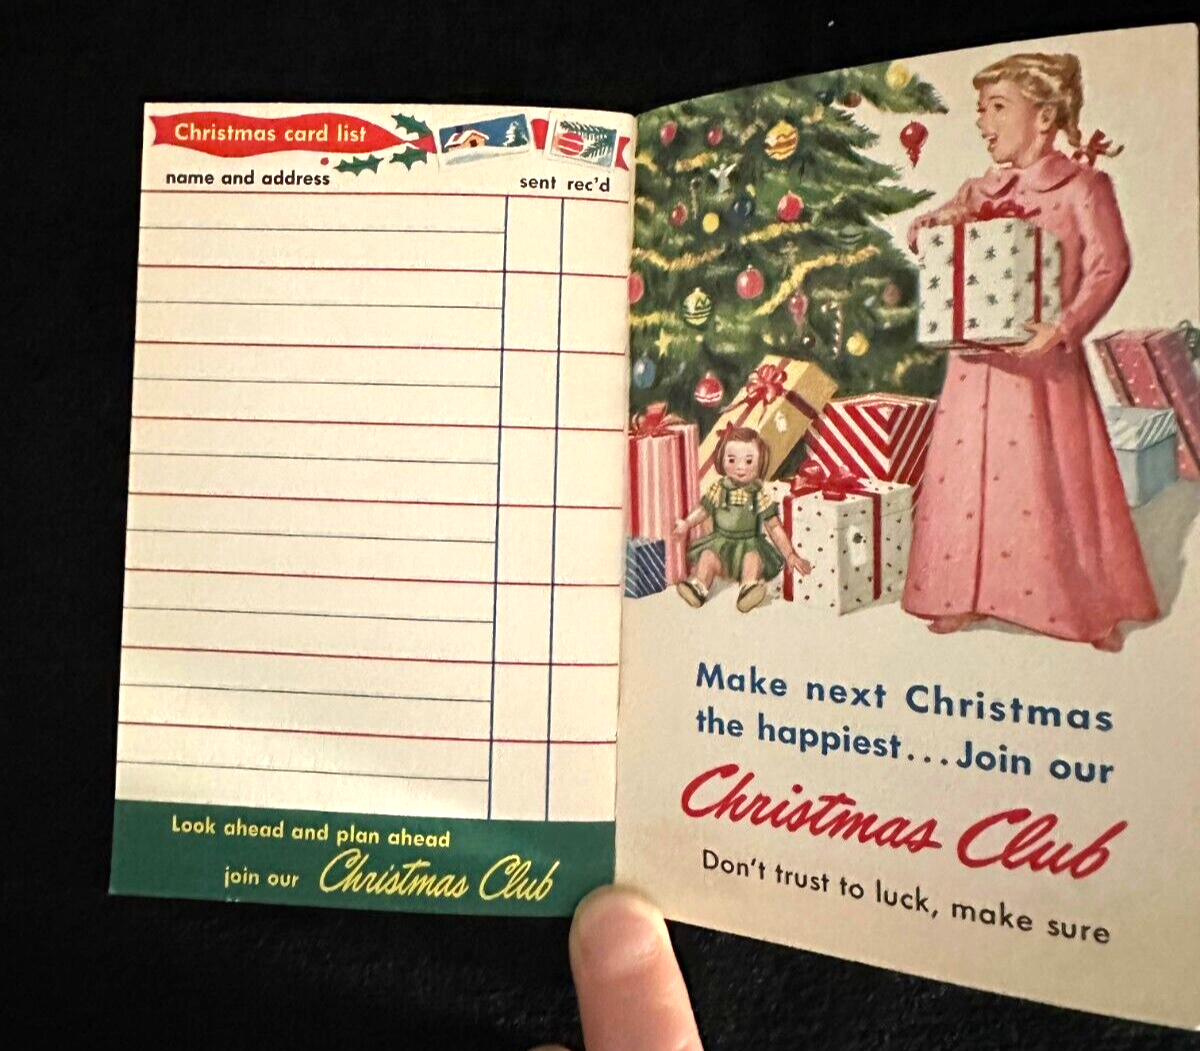 Christmas card list
name and address
sent rec'd
Look ahead and plan ahead
join our Christmas Club
Make next Christmas
the happiest...Join our
Christmas Club
Don't trust to luck, make sure